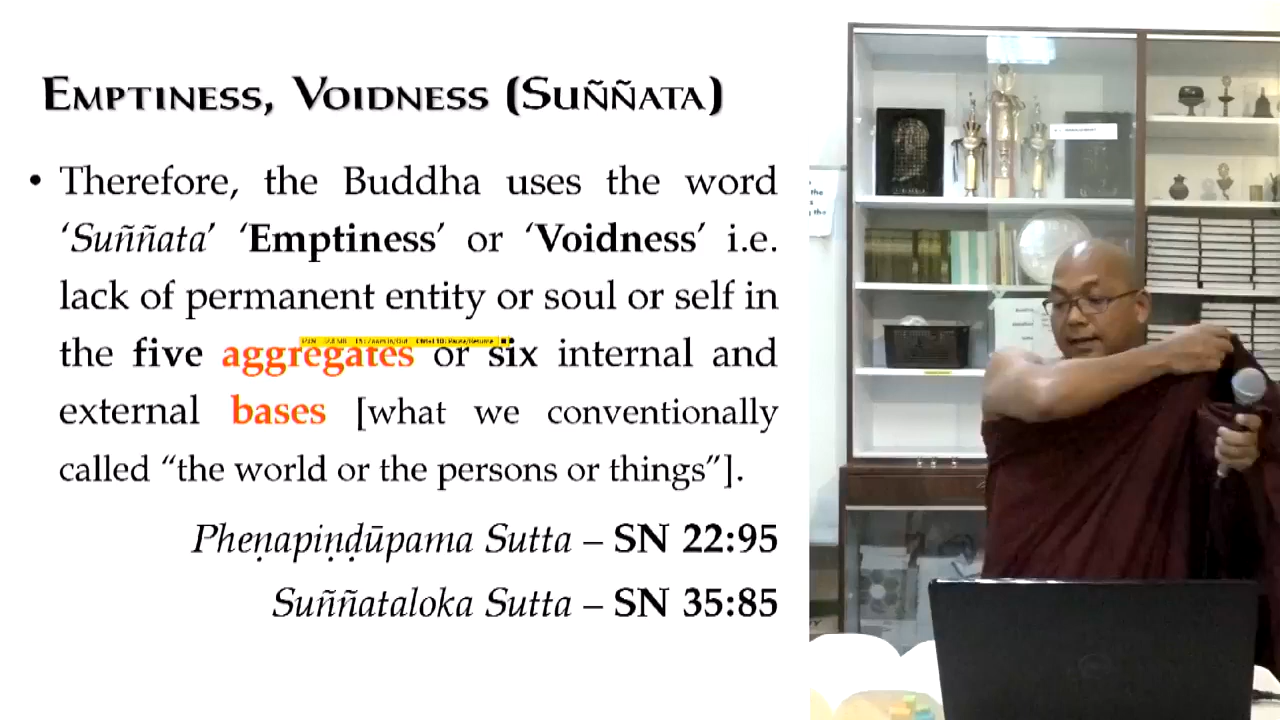 EMPTINESS, VOIDNESS (SUÑÑATA)
• Therefore, the Buddha uses the word
‘Suññata’ ‘Emptiness’ or ‘Voidness’ i.e.
lack of permanent entity or soul or self in
the five aggregates or six internal and
external bases [what we conventionally
called “the world or the persons or things”].
Pheṇapiṇḍūpama Sutta – SN 22:95
Suññataloka Sutta – SN 35:85